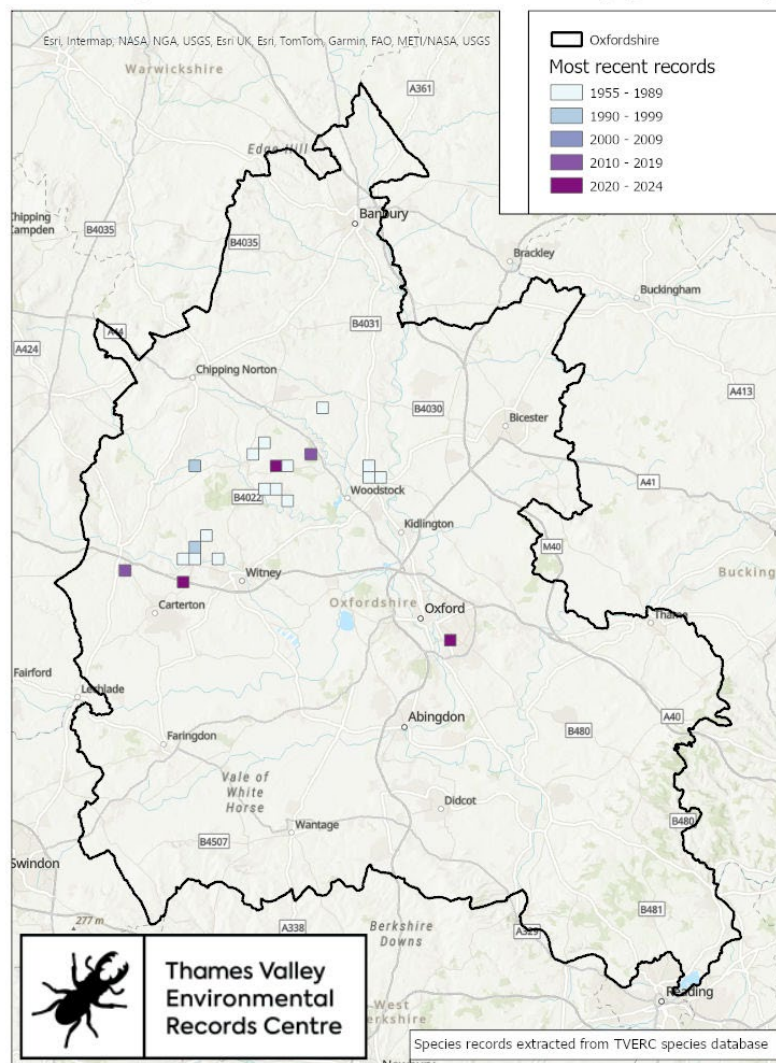 Esri, Intermap, NASA, NGA, USGS, Esri UK, Esri, TomTom, Garmin, FAO, METI/NASA, USGS
Oxfordshire
Most recent records
1955 - 1989
1990 - 1999
2000 - 2009
2010 - 2019
2020 - 2024
Warwickshire
A361
Edge Hill
Banbury
Chipping
Campden
B4035
B4035
Brackley
Buckingham
A44
B4031
A424
Chipping Norton
A413
B4030
Bicester
A41
B4022
Woodstock
Kidlington
M40
Bucking
Witney
Oxfordshire
Oxford
Carterton
Thame
Fairford
Lechlade
Abingdon
A40
B480
Faringdon
Vale of
White
Horse
Didcot
B480
B4507
Wantage
Swindon
B481
277 m
A338
Berkshire
Downs
A329
Reading
West
erkshire
Thames Valley
Environmental
Records Centre
Species records extracted from TVERC species database